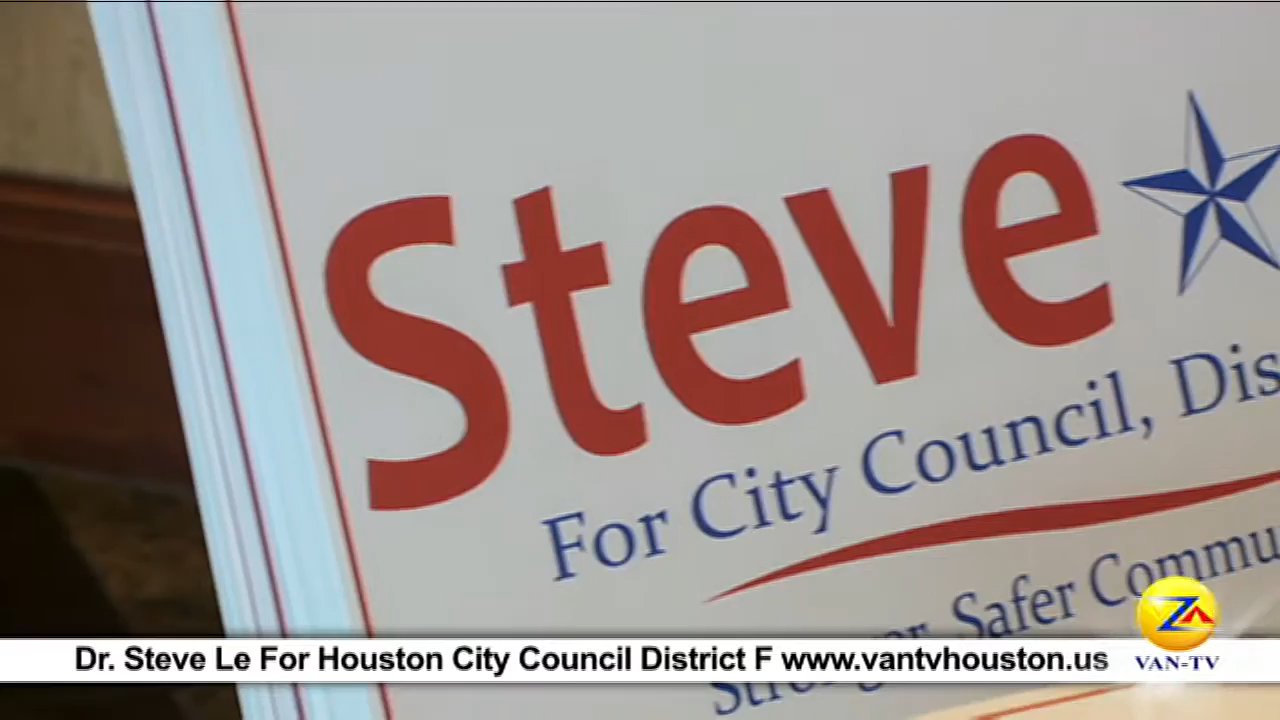 Steve
For City Council, Dis
Safer Commu
Dr. Steve Le For Houston City Council District F www.vantvhouston.us
VAN-TV